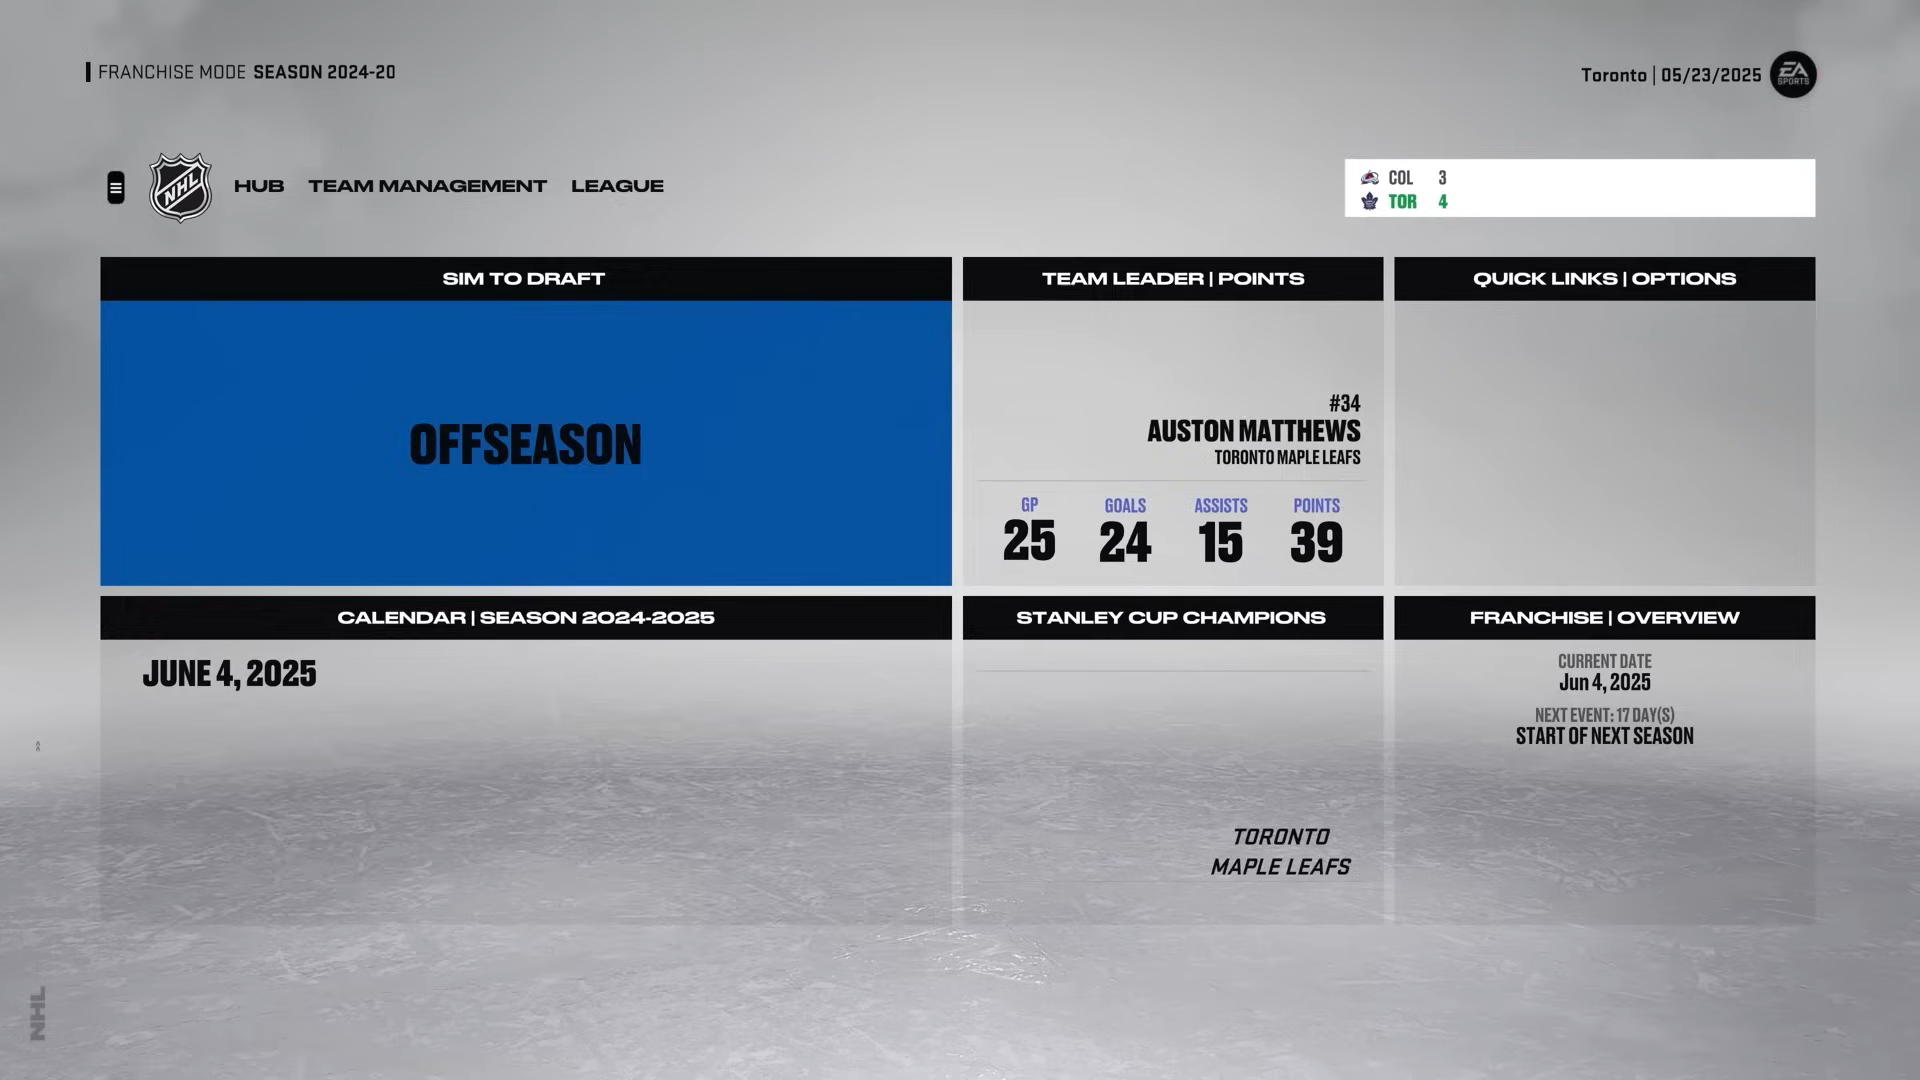 FRANCHISE MODE SEASON 2024-20
Toronto | 05/23/2025
EA
SPORTS
NHL
HUB TEAM MANAGEMENT LEAGUE
COL 3
TOR 4
SIM TO DRAFT
OFFSEASON
TEAM LEADER | POINTS
#34
AUSTON MATTHEWS
TORONTO MAPLE LEAFS
GP GOALS ASSISTS POINTS
25 24 15 39
QUICK LINKS | OPTIONS
CALENDAR | SEASON 2024-2025
JUNE 4, 2025
STANLEY CUP CHAMPIONS
TORONTO
MAPLE LEAFS
FRANCHISE | OVERVIEW
CURRENT DATE
Jun 4, 2025
NEXT EVENT: 17 DAY(S)
START OF NEXT SEASON
NHL